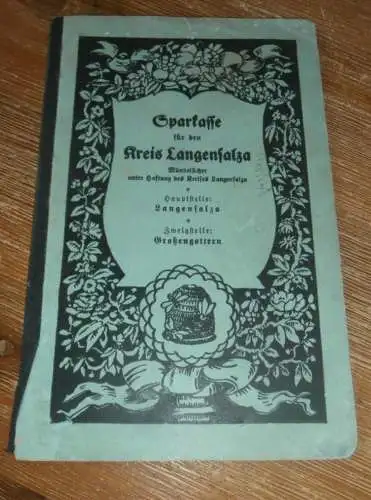 Sparkasse
für den
Kreis Langensalza
Mündelsicher
unter Haftung des Kreises Langensalza
Hauptstelle:
Langensalza
Zweigstelle:
Großengottern